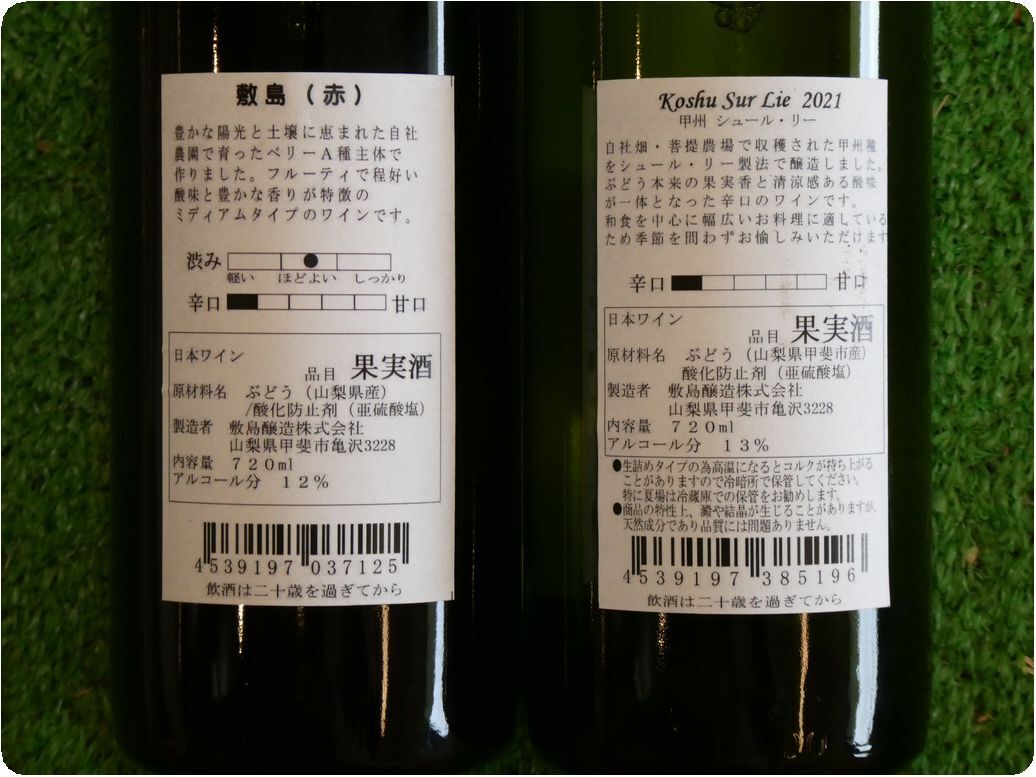 敷島（赤）
豊かな陽光と土壌に恵まれた自社
農園で育ったベリーＡ種主体で
作りました。フルーティで程好い
酸味と豊かな香りが特徴の
ミディアムタイプのワインです。
渋み
軽い　ほどよい　しっかり
辛口　甘口
日本ワイン
品目　果実酒
原材料名　ぶどう（山梨県産）
/酸化防止剤（亜硫酸塩）
製造者　敷島醸造株式会社
山梨県甲斐市亀沢3228
内容量　７２０ml
アルコール分　１２％
4 539197 037125
飲酒は二十歳を過ぎてから
Koshu Sur Lie 2021
甲州 シュール・リー
自社畑・菩提農場で収穫された甲州種
をシュール・リー製法で醸造しました。
ぶどう本来の果実香と清涼感ある酸味
が一体となった辛口のワインです。
和食を中心に幅広いお料理に適している
ため季節を問わずお愉しみいただけます
辛口　甘口
日本ワイン
品目　果実酒
原材料名　ぶどう（山梨県甲斐市産）
酸化防止剤（亜硫酸塩）
製造者　敷島醸造株式会社
山梨県甲斐市亀沢3228
内容量　７２０ml
アルコール分　１３％
●生詰めタイプの為高温になるとコルクが持ち上がる
ことがありますので冷暗所で保管してください。
特に夏場は冷蔵庫での保管をお勧めします。
●商品の特性上、澱や結晶が生じることがありますが、
天然成分であり品質には問題ありません。
4 539197 385196
飲酒は二十歳を過ぎてから